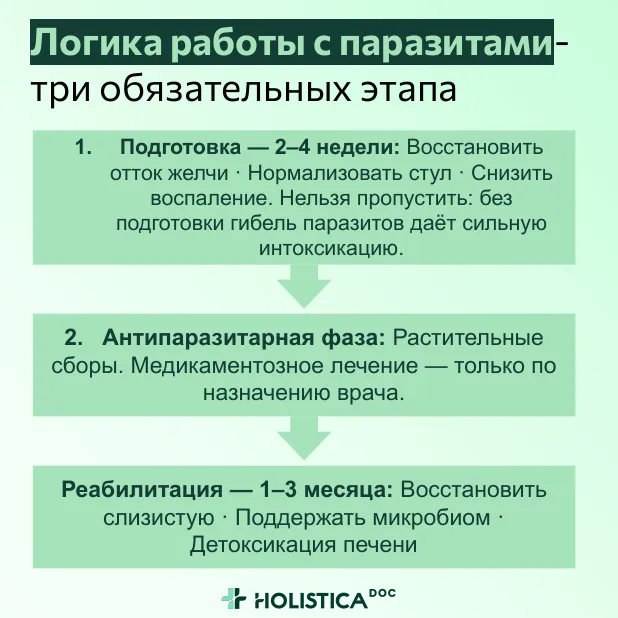 Логика работы с паразитами-
три обязательных этапа
1. Подготовка — 2–4 недели: Восстановить
отток желчи · Нормализовать стул · Снизить
воспаление. Нельзя пропустить: без
подготовки гибель паразитов даёт сильную
интоксикацию.
2. Антипаразитарная фаза: Растительные
сборы. Медикаментозное лечение — только по
назначению врача.
Реабилитация — 1–3 месяца: Восстановить
слизистую · Поддержать микробиом ·
Детоксикация печени
HOLISTICA DOC